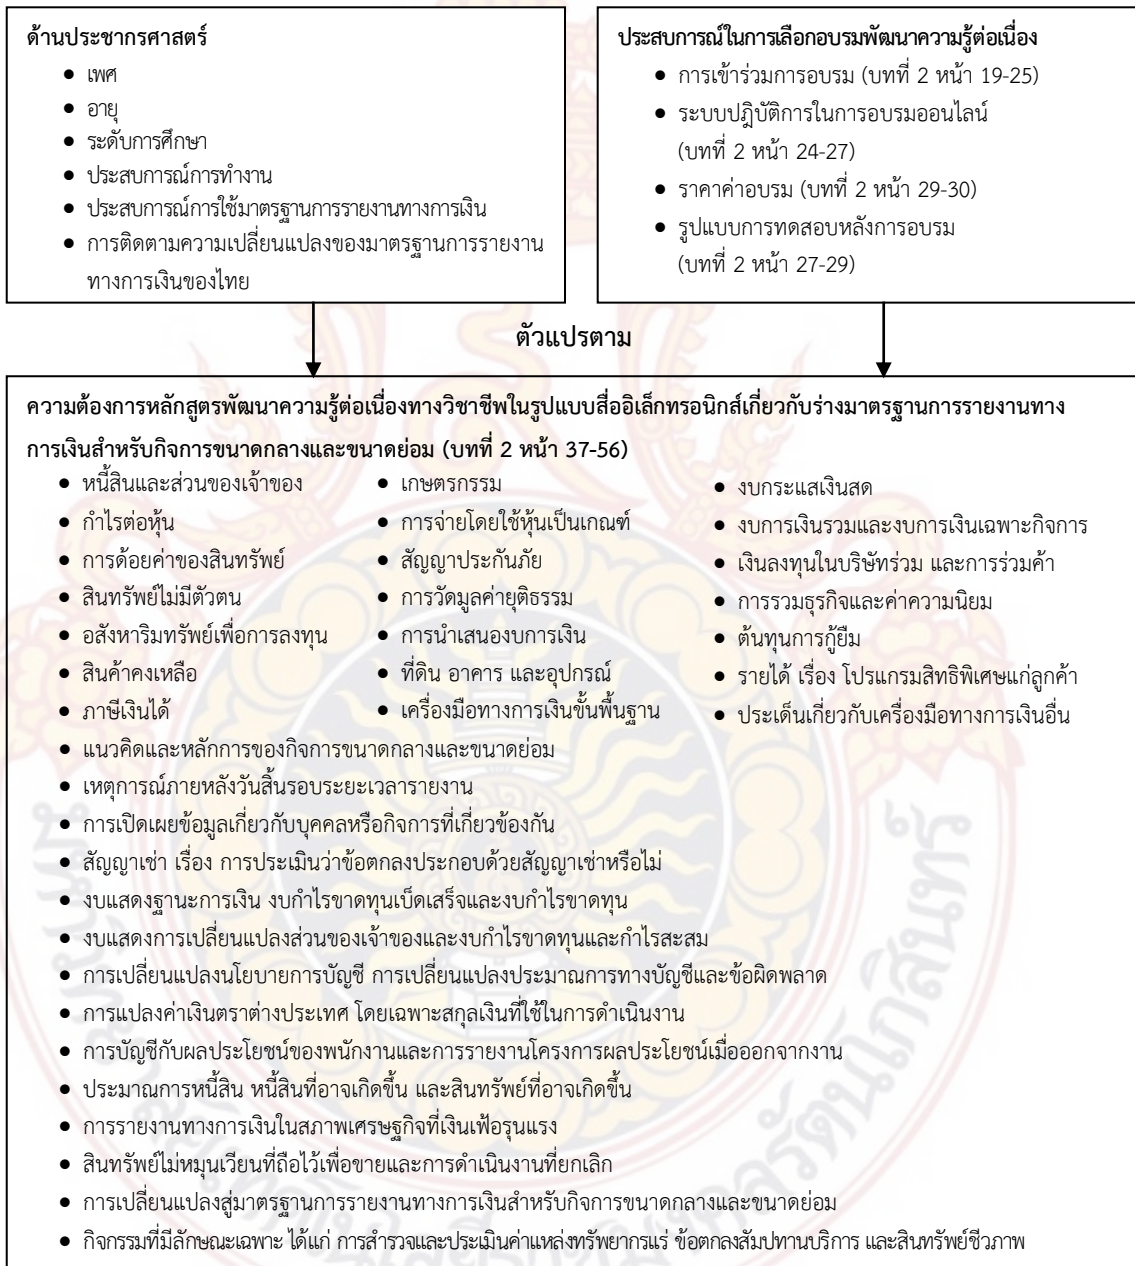 ด้านประชากรศาสตร์
• เพศ
• อายุ
• ระดับการศึกษา
• ประสบการณ์การทำงาน
• ประสบการณ์การใช้มาตรฐานการรายงานทางการเงิน
• การติดตามความเปลี่ยนแปลงของมาตรฐานการรายงาน
ทางการเงินของไทย
ประสบการณ์ในการเลือกอบรมพัฒนาความรู้ต่อเนื่อง
• การเข้าร่วมการอบรม (บทที่ 2 หน้า 19-25)
• ระบบปฏิบัติการในการอบรมออนไลน์
(บทที่ 2 หน้า 24-27)
• ราคาค่าอบรม (บทที่ 2 หน้า 29-30)
• รูปแบบการทดสอบหลังการอบรม
(บทที่ 2 หน้า 27-29)
ตัวแปรตาม
ความต้องการหลักสูตรพัฒนาความรู้ต่อเนื่องทางวิชาชีพในรูปแบบสื่ออิเล็กทรอนิกส์เกี่ยวกับร่างมาตรฐานการรายงานทาง
การเงินสำหรับกิจการขนาดกลางและขนาดย่อม (บทที่ 2 หน้า 37-56)
• หนี้สินและส่วนของเจ้าของ
• กำไรต่อหุ้น
• การด้อยค่าของสินทรัพย์
• สินทรัพย์ไม่มีตัวตน
• อสังหาริมทรัพย์เพื่อการลงทุน
• สินค้าคงเหลือ
• ภาษีเงินได้
• เกษตรกรรม
• การจ่ายโดยใช้หุ้นเป็นเกณฑ์
• สัญญาประกันภัย
• การวัดมูลค่ายุติธรรม
• การนำเสนองบการเงิน
• ที่ดิน อาคาร และอุปกรณ์
• เครื่องมือทางการเงินขั้นพื้นฐาน
• งบกระแสเงินสด
• งบการเงินรวมและงบการเงินเฉพาะกิจการ
• เงินลงทุนในบริษัทร่วม และการร่วมค้า
• การรวมธุรกิจและค่าความนิยม
• ต้นทุนการกู้ยืม
• รายได้ เรื่อง โปรแกรมสิทธิพิเศษแก่ลูกค้า
• ประเด็นเกี่ยวกับเครื่องมือทางการเงินอื่น
• แนวคิดและหลักการของกิจการขนาดกลางและขนาดย่อม
• เหตุการณ์ภายหลังวันสิ้นรอบระยะเวลารายงาน
• การเปิดเผยข้อมูลเกี่ยวกับบุคคลหรือกิจการที่เกี่ยวข้องกัน
• สัญญาเช่า เรื่อง การประเมินว่าข้อตกลงประกอบด้วยสัญญาเช่าหรือไม่
• งบแสดงฐานะการเงิน งบกำไรขาดทุนเบ็ดเสร็จและงบกำไรขาดทุน
• งบแสดงการเปลี่ยนแปลงส่วนของเจ้าของและงบกำไรขาดทุนและกำไรสะสม
• การเปลี่ยนแปลงนโยบายการบัญชี การเปลี่ยนแปลงประมาณการทางบัญชีและข้อผิดพลาด
• การแปลงค่าเงินตราต่างประเทศ โดยเฉพาะสกุลเงินที่ใช้ในการดำเนินงาน
• การบัญชีกับผลประโยชน์ของพนักงานและการรายงานโครงการผลประโยชน์เมื่อออกจากงาน
• ประมาณการหนี้สิน หนี้สินที่อาจเกิดขึ้น และสินทรัพย์ที่อาจเกิดขึ้น
• การรายงานทางการเงินในสภาพเศรษฐกิจที่เงินเฟ้อรุนแรง
• สินทรัพย์ไม่หมุนเวียนที่ถือไว้เพื่อขายและการดำเนินงานที่ยกเลิก
• การเปลี่ยนแปลงสู่มาตรฐานการรายงานทางการเงินสำหรับกิจการขนาดกลางและขนาดย่อม
• กิจกรรมที่มีลักษณะเฉพาะ ได้แก่ การสำรวจและประเมินค่าแหล่งทรัพยากรแร่ ข้อตกลงสัมปทานบริการ และสินทรัพย์ชีวภาพ